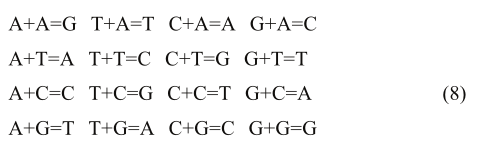 A+A=G T+A=T C+A=A G+A=C
A+T=A T+T=C C+T=G G+T=T
A+C=C T+C=G C+C=T G+C=A (8)
A+G=T T+G=A C+G=C G+G=G